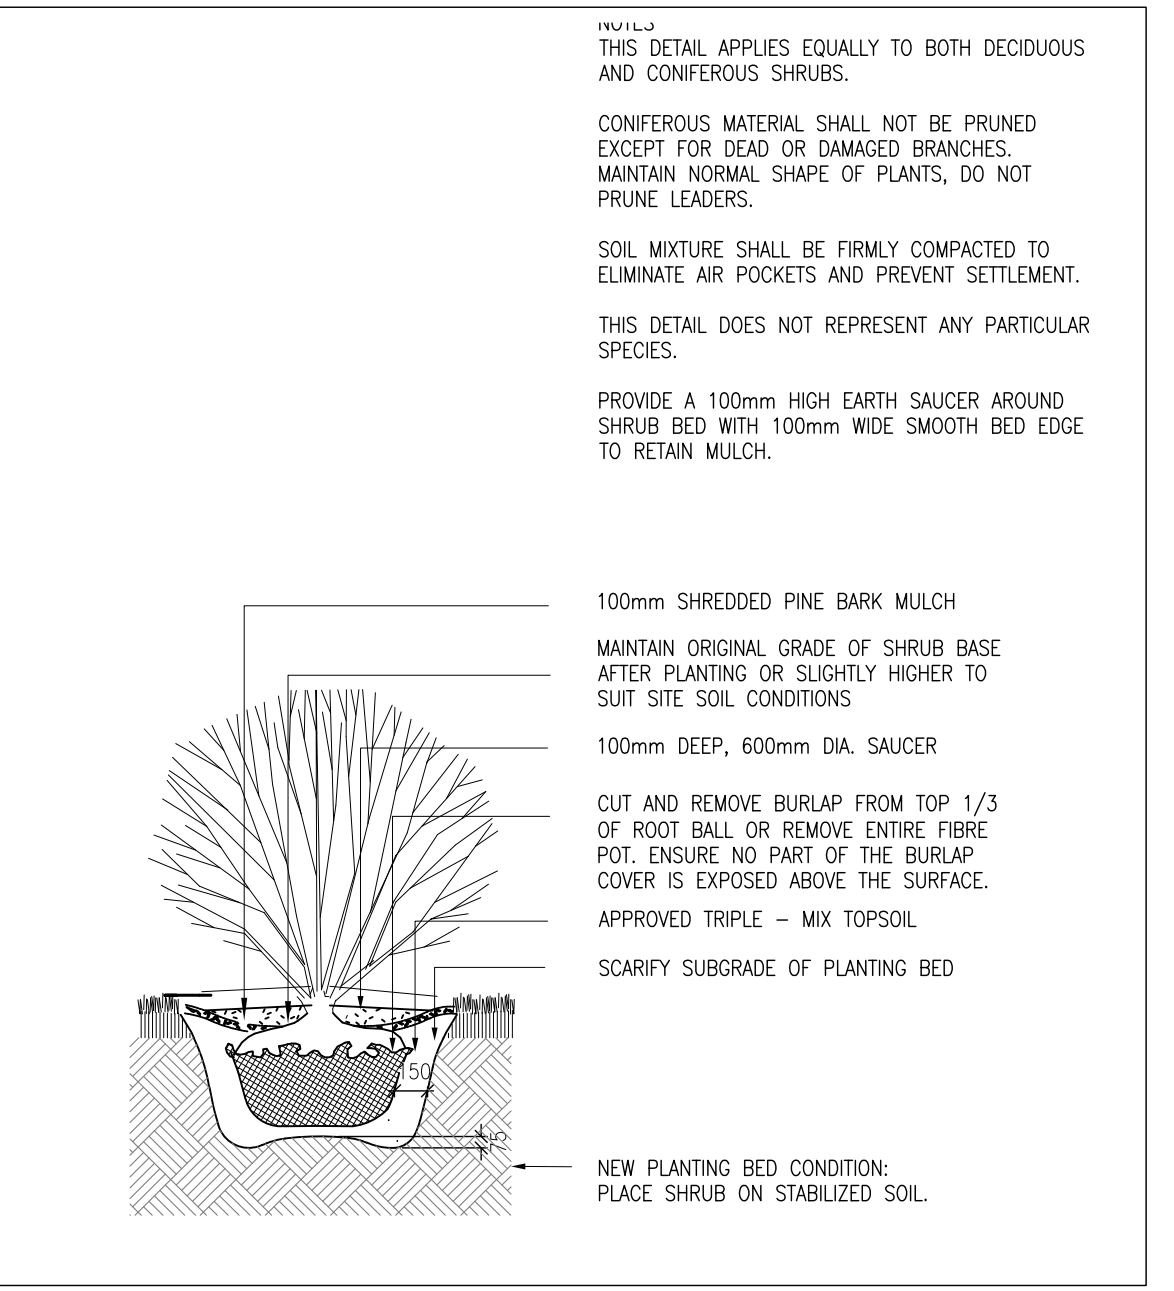 NOTES
THIS DETAIL APPLIES EQUALLY TO BOTH DECIDUOUS
AND CONIFEROUS SHRUBS.
CONIFEROUS MATERIAL SHALL NOT BE PRUNED
EXCEPT FOR DEAD OR DAMAGED BRANCHES.
MAINTAIN NORMAL SHAPE OF PLANTS, DO NOT
PRUNE LEADERS.
SOIL MIXTURE SHALL BE FIRMLY COMPACTED TO
ELIMINATE AIR POCKETS AND PREVENT SETTLEMENT.
THIS DETAIL DOES NOT REPRESENT ANY PARTICULAR
SPECIES.
PROVIDE A 100mm HIGH EARTH SAUCER AROUND
SHRUB BED WITH 100mm WIDE SMOOTH BED EDGE
TO RETAIN MULCH.
100mm SHREDDED PINE BARK MULCH
MAINTAIN ORIGINAL GRADE OF SHRUB BASE
AFTER PLANTING OR SLIGHTLY HIGHER TO
SUIT SITE SOIL CONDITIONS
100mm DEEP, 600mm DIA. SAUCER
CUT AND REMOVE BURLAP FROM TOP 1/3
OF ROOT BALL OR REMOVE ENTIRE FIBRE
POT. ENSURE NO PART OF THE BURLAP
COVER IS EXPOSED ABOVE THE SURFACE.
APPROVED TRIPLE – MIX TOPSOIL
SCARIFY SUBGRADE OF PLANTING BED
150
75
NEW PLANTING BED CONDITION:
PLACE SHRUB ON STABILIZED SOIL.